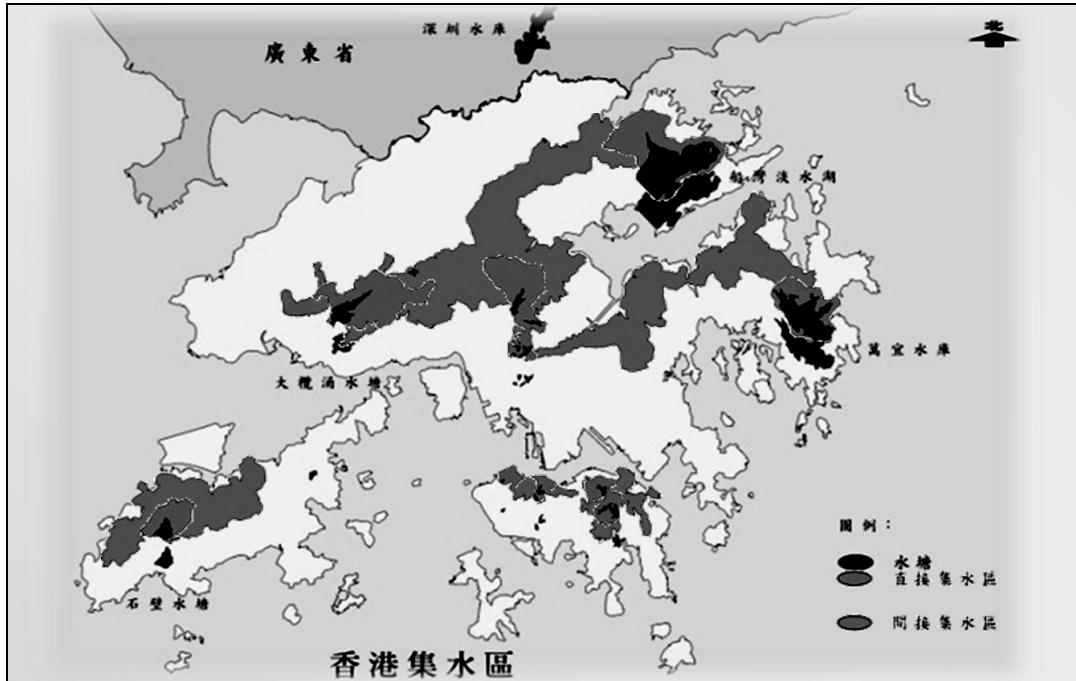 深圳水庫
北
廣東省
船灣淡水湖
萬宜水庫
大欖涌水塘
圖例：
水塘
直接集水區
石壁水塘
間接集水區
香港集水區